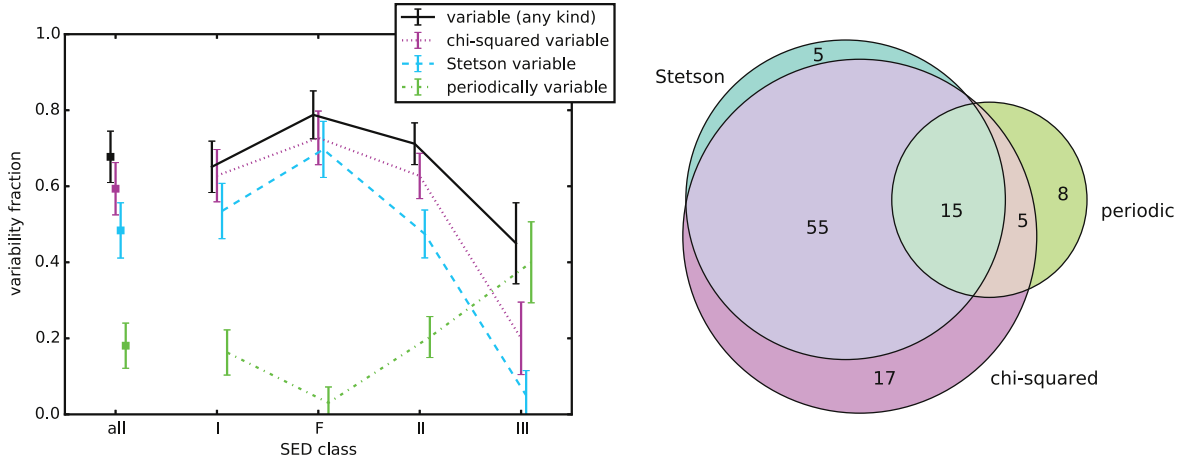 variable (any kind)
chi-squared variable
Stetson variable
periodically variable
1.0
0.8
0.6
0.4
0.2
0.0
variability fraction
all
I
F
II
III
SED class
Stetson
5
periodic
8
15
5
55
17
chi-squared